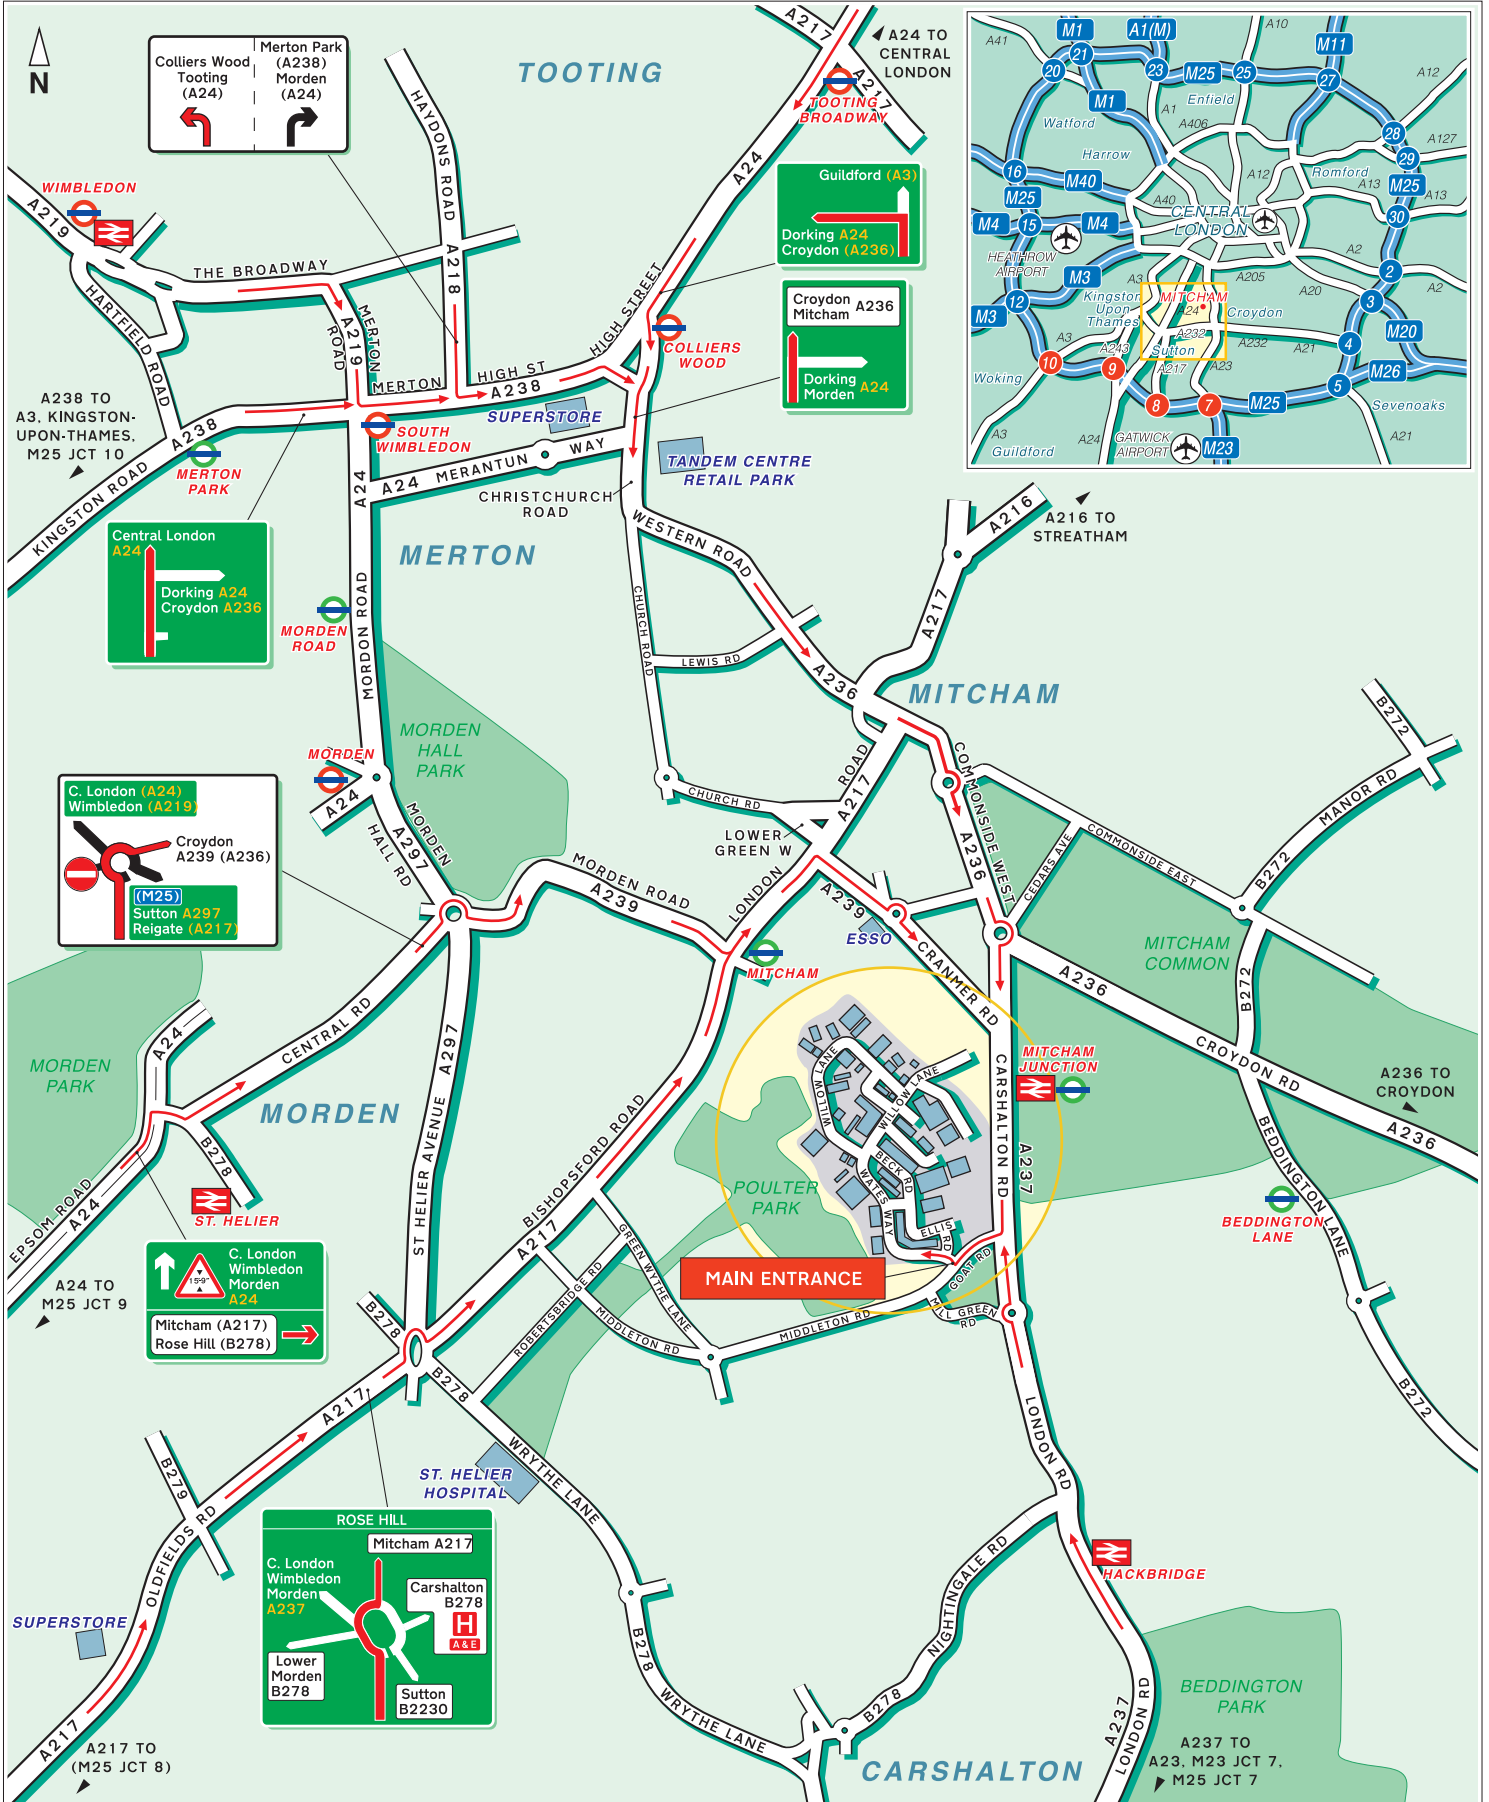 N
Colliers Wood
Tooting
(A24)
Merton Park
(A238)
Morden
(A24)
TOOTING
A217
A24 TO
CENTRAL
LONDON
A217
TOOTING
BROADWAY
HAYDONS ROAD
A218
A24
WIMBLEDON
A219
THE BROADWAY
HARTFIELD ROAD
MERTON
ROAD
A219
Guildford (A3)
Dorking A24
Croydon (A236)
Croydon
Mitcham
A236
Dorking
Morden
A24
HIGH STREET
COLLIERS
WOOD
MERTON
HIGH ST
A238
SUPERSTORE
A238 TO
A3, KINGSTON-
UPON-THAMES,
M25 JCT 10
A238
KINGSTON ROAD
MERTON
PARK
SOUTH
WIMBLEDON
A24
A24
MERANTUN
WAY
TANDEM CENTRE
RETAIL PARK
CHRISTCHURCH
ROAD
Central London
A24
Dorking A24
Croydon A236
MERTON
WESTERN ROAD
A216
A216 TO
STREATHAM
A217
MORDON ROAD
MORDEN
ROAD
CHURCH ROAD
LEWIS RD
A236
MITCHAM
MORDEN
HALL
PARK
MORDEN
A24
MORDEN
HALL RD
A297
C. London (A24)
Wimbledon (A219)
Croydon
A239 (A236)
(M25)
Sutton A297
Reigate (A217)
CHURCH RD
LOWER
GREEN W
ROAD
A217
LONDON
COMMONSIDE WEST
A236
CEDARS AVE
COMMONSIDE EAST
B272
MANOR RD
B272
MORDEN ROAD
A239
A239
ESSO
CRANMER RD
MITCHAM
MITCHAM
COMMON
A236
B272
CROYDON RD
A236 TO
CROYDON
A236
MORDEN
PARK
A24
CENTRAL RD
MORDEN
A297
ST HELIER AVENUE
B278
ST. HELIER
EPSOM ROAD
A24
A24 TO
M25 JCT 9
C. London
Wimbledon
Morden
A24
15'9"
Mitcham (A217)
Rose Hill (B278)
BISHOPSFORD ROAD
A217
WILLOW LANE
WILLOW LANE
BECK RD
WATES WAY
ELLIS RD
GOAT RD
POULTER
PARK
MAIN ENTRANCE
CARSHALTON RD
A237
MITCHAM
JUNCTION
BEDDINGTON
LANE
BEDDINGTON LANE
B272
GREEN WYTHE LANE
ROBERTSBRIDGE RD
MIDDLETON RD
MIDDLETON RD
MILL GREEN
RD
B278
B278
A217
WRYTHE LANE
ST. HELIER
HOSPITAL
B279
OLDFIELDS RD
SUPERSTORE
A217
A217 TO
(M25 JCT 8)
ROSE HILL
Mitcham A217
C. London
Wimbledon
Morden
A237
Carshalton
B278
H
A & E
Lower
Morden
B278
Sutton
B2230
LONDON RD
HACKBRIDGE
NIGHTINGALE RD
B278
WRYTHE LANE
B278
CARSHALTON
BEDDINGTON
PARK
A237
LONDON RD
A237 TO
A23, M23 JCT 7,
M25 JCT 7
A41
M1
A1(M)
A10
M11
A12
20
21
23
M25
25
27
M1
A1
Enfield
A406
Watford
Harrow
28
29
A127
16
M40
M25
A12
Romford
A13
M25
A13
30
M4
15
M4
A40
CENTRAL
LONDON
HEATHROW
AIRPORT
A2
2
A2
M3
A3
A205
A20
3
12
M3
Kingston
Upon
Thames
MITCHAM
A24
Croydon
A232
A232
A21
4
M20
A3
A243
Sutton
10
9
A217
A23
M26
5
Woking
8
7
M25
Sevenoaks
A3
Guildford
A24
GATWICK
AIRPORT
M23
A21